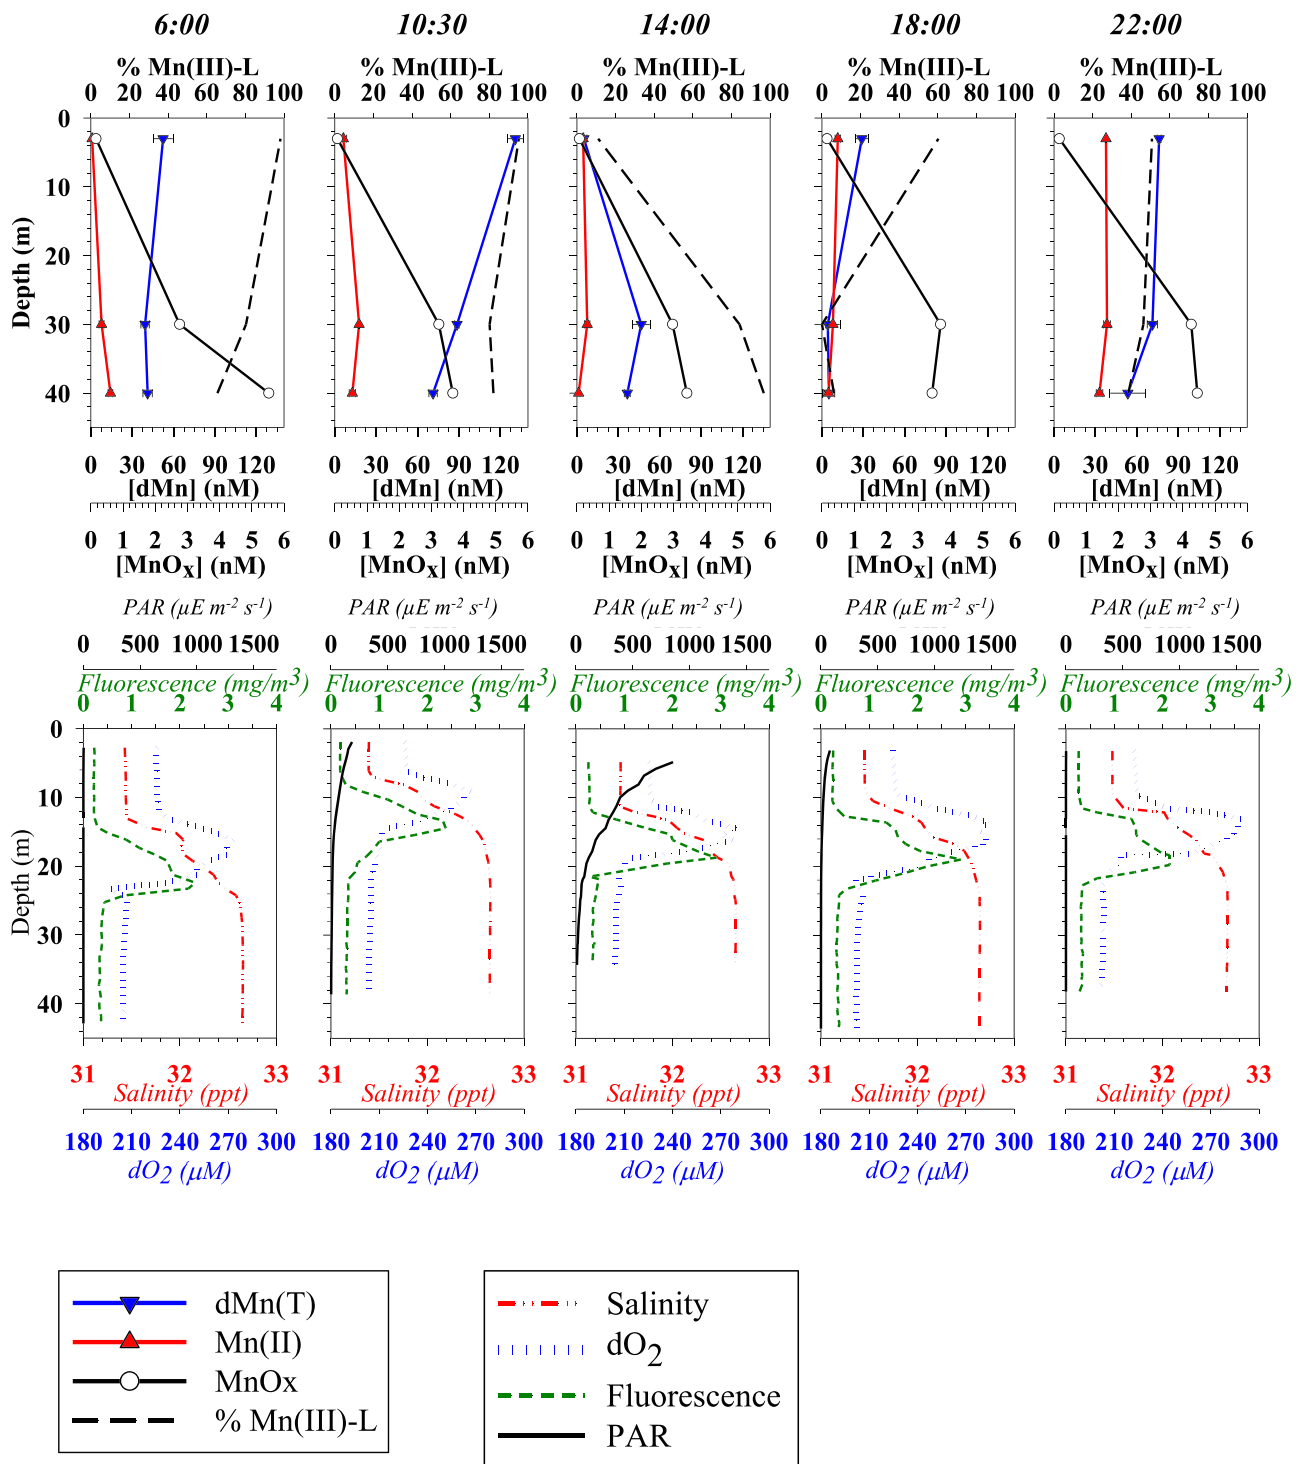 6:00 10:30 14:00 18:00 22:00
% Mn(III)-L % Mn(III)-L % Mn(III)-L % Mn(III)-L % Mn(III)-L
0 20 40 60 80 100 0 20 40 60 80 100 0 20 40 60 80 100 0 20 40 60 80 100 0 20 40 60 80 100
0
10
20
30
40
Depth (m)
0 30 60 90 120 0 30 60 90 120 0 30 60 90 120 0 30 60 90 120 0 30 60 90 120
[dMn] (nM) [dMn] (nM) [dMn] (nM) [dMn] (nM) [dMn] (nM)
0 1 2 3 4 5 6 0 1 2 3 4 5 6 0 1 2 3 4 5 6 0 1 2 3 4 5 6 0 1 2 3 4 5 6
[MnOx] (nM) [MnOx] (nM) [MnOx] (nM) [MnOx] (nM) [MnOx] (nM)
PAR (µE m-2 s-1) PAR (µE m-2 s-1) PAR (µE m-2 s-1) PAR (µE m-2 s-1) PAR (µE m-2 s-1)
0 500 1000 1500 0 500 1000 1500 0 500 1000 1500 0 500 1000 1500 0 500 1000 1500
Fluorescence (mg/m3) Fluorescence (mg/m3) Fluorescence (mg/m3) Fluorescence (mg/m3) Fluorescence (mg/m3)
0 1 2 3 4 0 1 2 3 4 0 1 2 3 4 0 1 2 3 4 0 1 2 3 4
0
10
20
30
40
Depth (m)
31 32 33 31 32 33 31 32 33 31 32 33 31 32 33
Salinity (ppt) Salinity (ppt) Salinity (ppt) Salinity (ppt) Salinity (ppt)
180 210 240 270 300 180 210 240 270 300 180 210 240 270 300 180 210 240 270 300 180 210 240 270 300
dO2 (µM) dO2 (µM) dO2 (µM) dO2 (µM) dO2 (µM)
dMn(T)
Mn(II)
MnOx
% Mn(III)-L
Salinity
dO2
Fluorescence
PAR